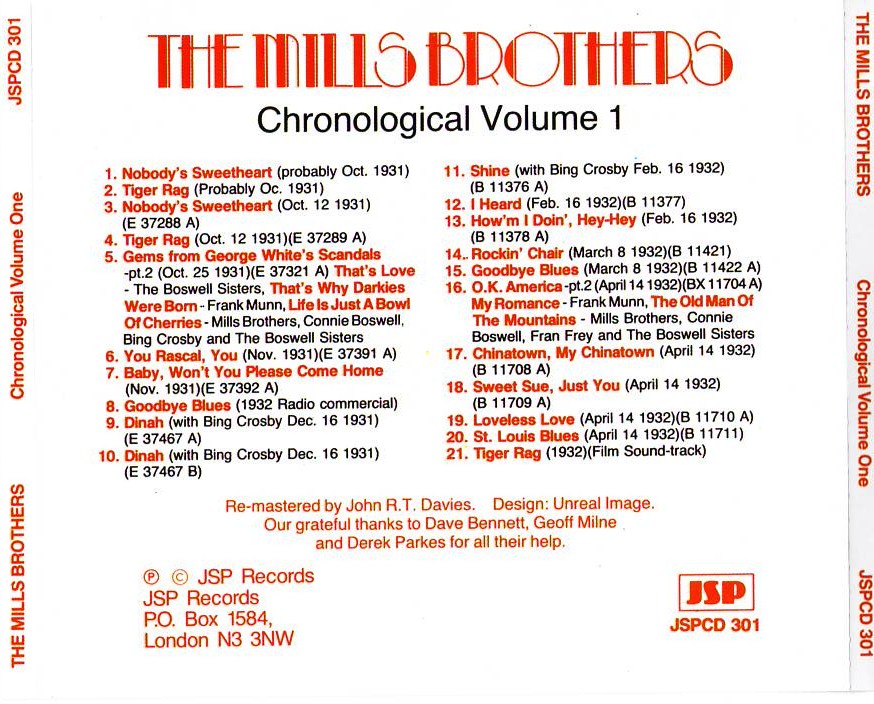 THE MILLS BROTHERS
Chronological Volume 1
1. Nobody's Sweetheart (probably Oct. 1931)
2. Tiger Rag (Probably Oc. 1931)
3. Nobody's Sweetheart (Oct. 12 1931)
(E 37288 A)
4. Tiger Rag (Oct. 12 1931)(E 37289 A)
5. Gems from George White's Scandals
-pt.2 (Oct. 25 1931)(E 37321 A) That's Love
- The Boswell Sisters, That's Why Darkies
Were Born - Frank Munn, Life Is Just A Bowl
Of Cherries - Mills Brothers, Connie Boswell,
Bing Crosby and The Boswell Sisters
6. You Rascal, You (Nov. 1931)(E 37391 A)
7. Baby, Won't You Please Come Home
(Nov. 1931)(E 37392 A)
8. Goodbye Blues (1932 Radio commercial)
9. Dinah (with Bing Crosby Dec. 16 1931)
(E 37467 A)
10. Dinah (with Bing Crosby Dec. 16 1931)
(E 37467 B)
11. Shine (with Bing Crosby Feb. 16 1932)
(B 11376 A)
12. I Heard (Feb. 16 1932)(B 11377)
13. How'm I Doin', Hey-Hey (Feb. 16 1932)
(B 11378 A)
14. Rockin' Chair (March 8 1932)(B 11421)
15. Goodbye Blues (March 8 1932)(B 11422 A)
16. O.K. America-pt.2 (April 14 1932)(BX 11704 A)
My Romance - Frank Munn, The Old Man Of
The Mountains - Mills Brothers, Connie
Boswell, Fran Frey and The Boswell Sisters
17. Chinatown, My Chinatown (April 14 1932)
(B 11708 A)
18. Sweet Sue, Just You (April 14 1932)
(B 11709 A)
19. Loveless Love (April 14 1932)(B 11710 A)
20. St. Louis Blues (April 14 1932)(B 11711)
21. Tiger Rag (1932)(Film Sound-track)
Re-mastered by John R.T. Davies. Design: Unreal Image.
Our grateful thanks to Dave Bennett, Geoff Milne
and Derek Parkes for all their help.
℗ © JSP Records
JSP Records
P.O. Box 1584,
London N3 3NW
JSP
JSPCD 301
THE MILLS BROTHERS Chronological Volume One JSPCD 301
THE MILLS BROTHERS Chronological Volume One JSPCD 301